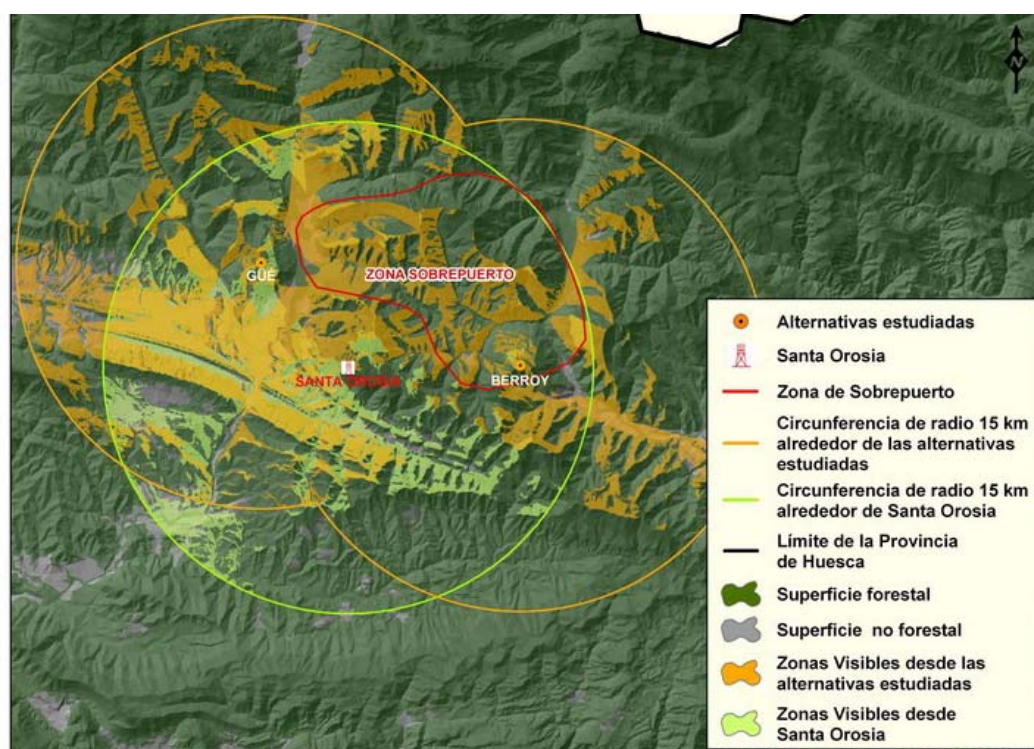 N
GÜÉ
ZONA SOBREPUERTO
SANTA OROSIA
BERROY
Alternativas estudiadas
Santa Orosia
Zona de Sobrepuerto
Circunferencia de radio 15 km
alrededor de las alternativas
estudiadas
Circunferencia de radio 15 km
alrededor de Santa Orosia
Límite de la Provincia
de Huesca
Superficie forestal
Superficie no forestal
Zonas Visibles desde las
alternativas estudiadas
Zonas Visibles desde
Santa Orosia